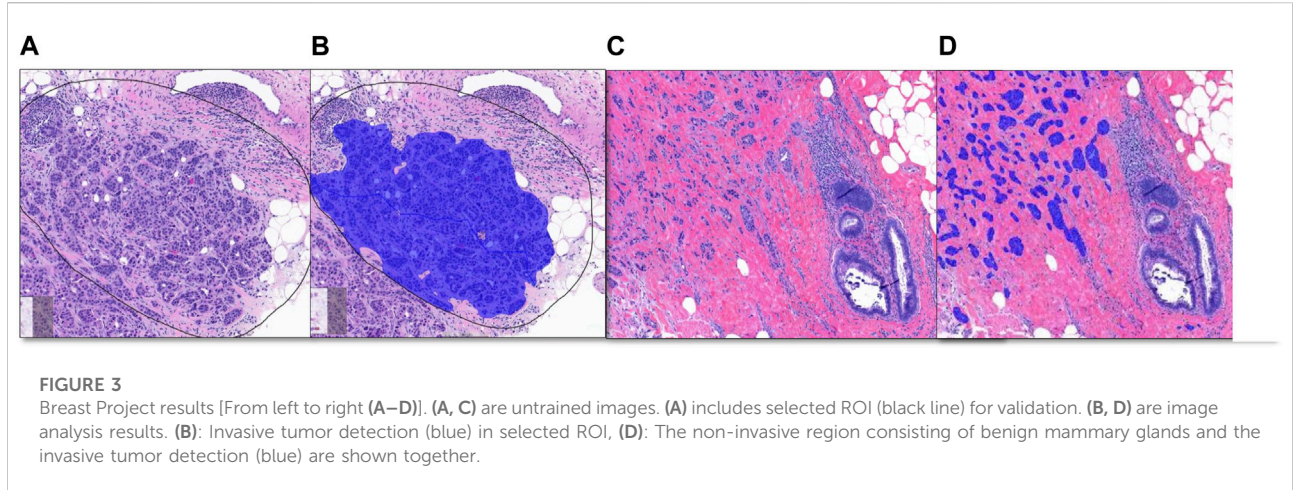 A B C D
FIGURE 3
Breast Project results [From left to right (A–D)]. (A, C) are untrained images. (A) includes selected ROI (black line) for validation. (B, D) are image
analysis results. (B): Invasive tumor detection (blue) in selected ROI, (D): The non-invasive region consisting of benign mammary glands and the
invasive tumor detection (blue) are shown together.